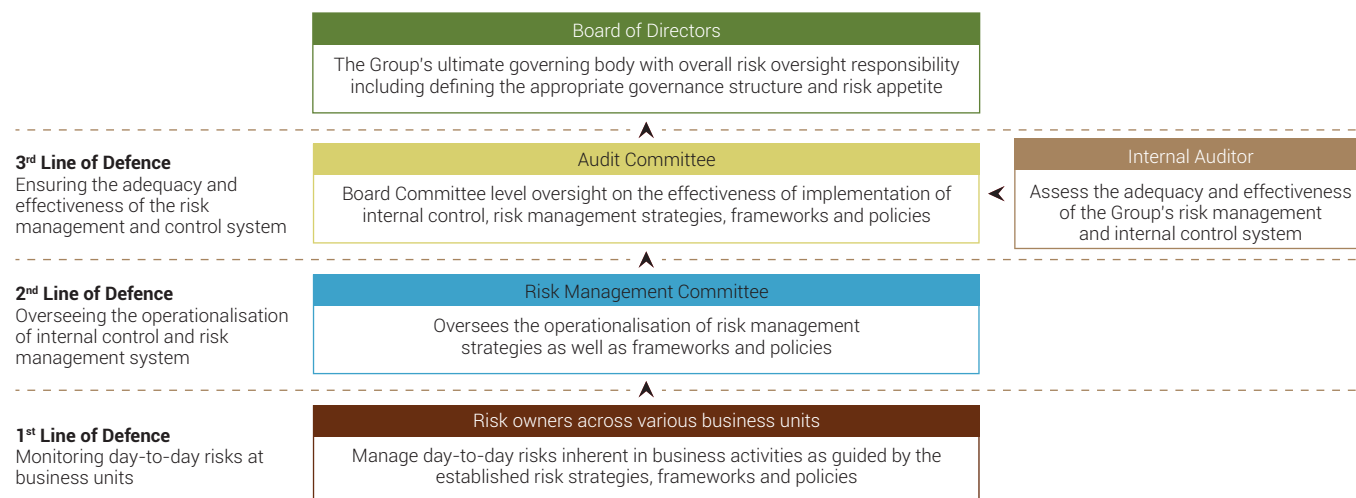 Board of Directors
The Group's ultimate governing body with overall risk oversight responsibility
including defining the appropriate governance structure and risk appetite
3rd Line of Defence
Ensuring the adequacy and
effectiveness of the risk
management and control system
Audit Committee
Board Committee level oversight on the effectiveness of implementation of
internal control, risk management strategies, frameworks and policies
Internal Auditor
Assess the adequacy and effectiveness
of the Group's risk management
and internal control system
2nd Line of Defence
Overseeing the operationalisation
of internal control and risk
management system
Risk Management Committee
Oversees the operationalisation of risk management
strategies as well as frameworks and policies
1st Line of Defence
Monitoring day-to-day risks at
business units
Risk owners across various business units
Manage day-to-day risks inherent in business activities as guided by the
established risk strategies, frameworks and policies